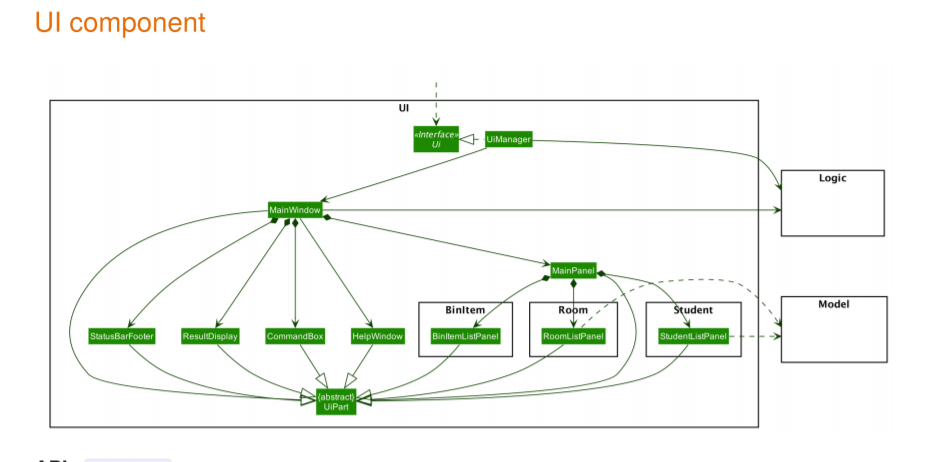 UI component
UI
«Interface»
Ui
UiManager
Logic
MainWindow
MainPanel
BinItem
Room
Student
Model
StatusBarFooter
ResultDisplay
CommandBox
HelpWindow
BinItemListPanel
RoomListPanel
StudentListPanel
{abstract}
UiPart